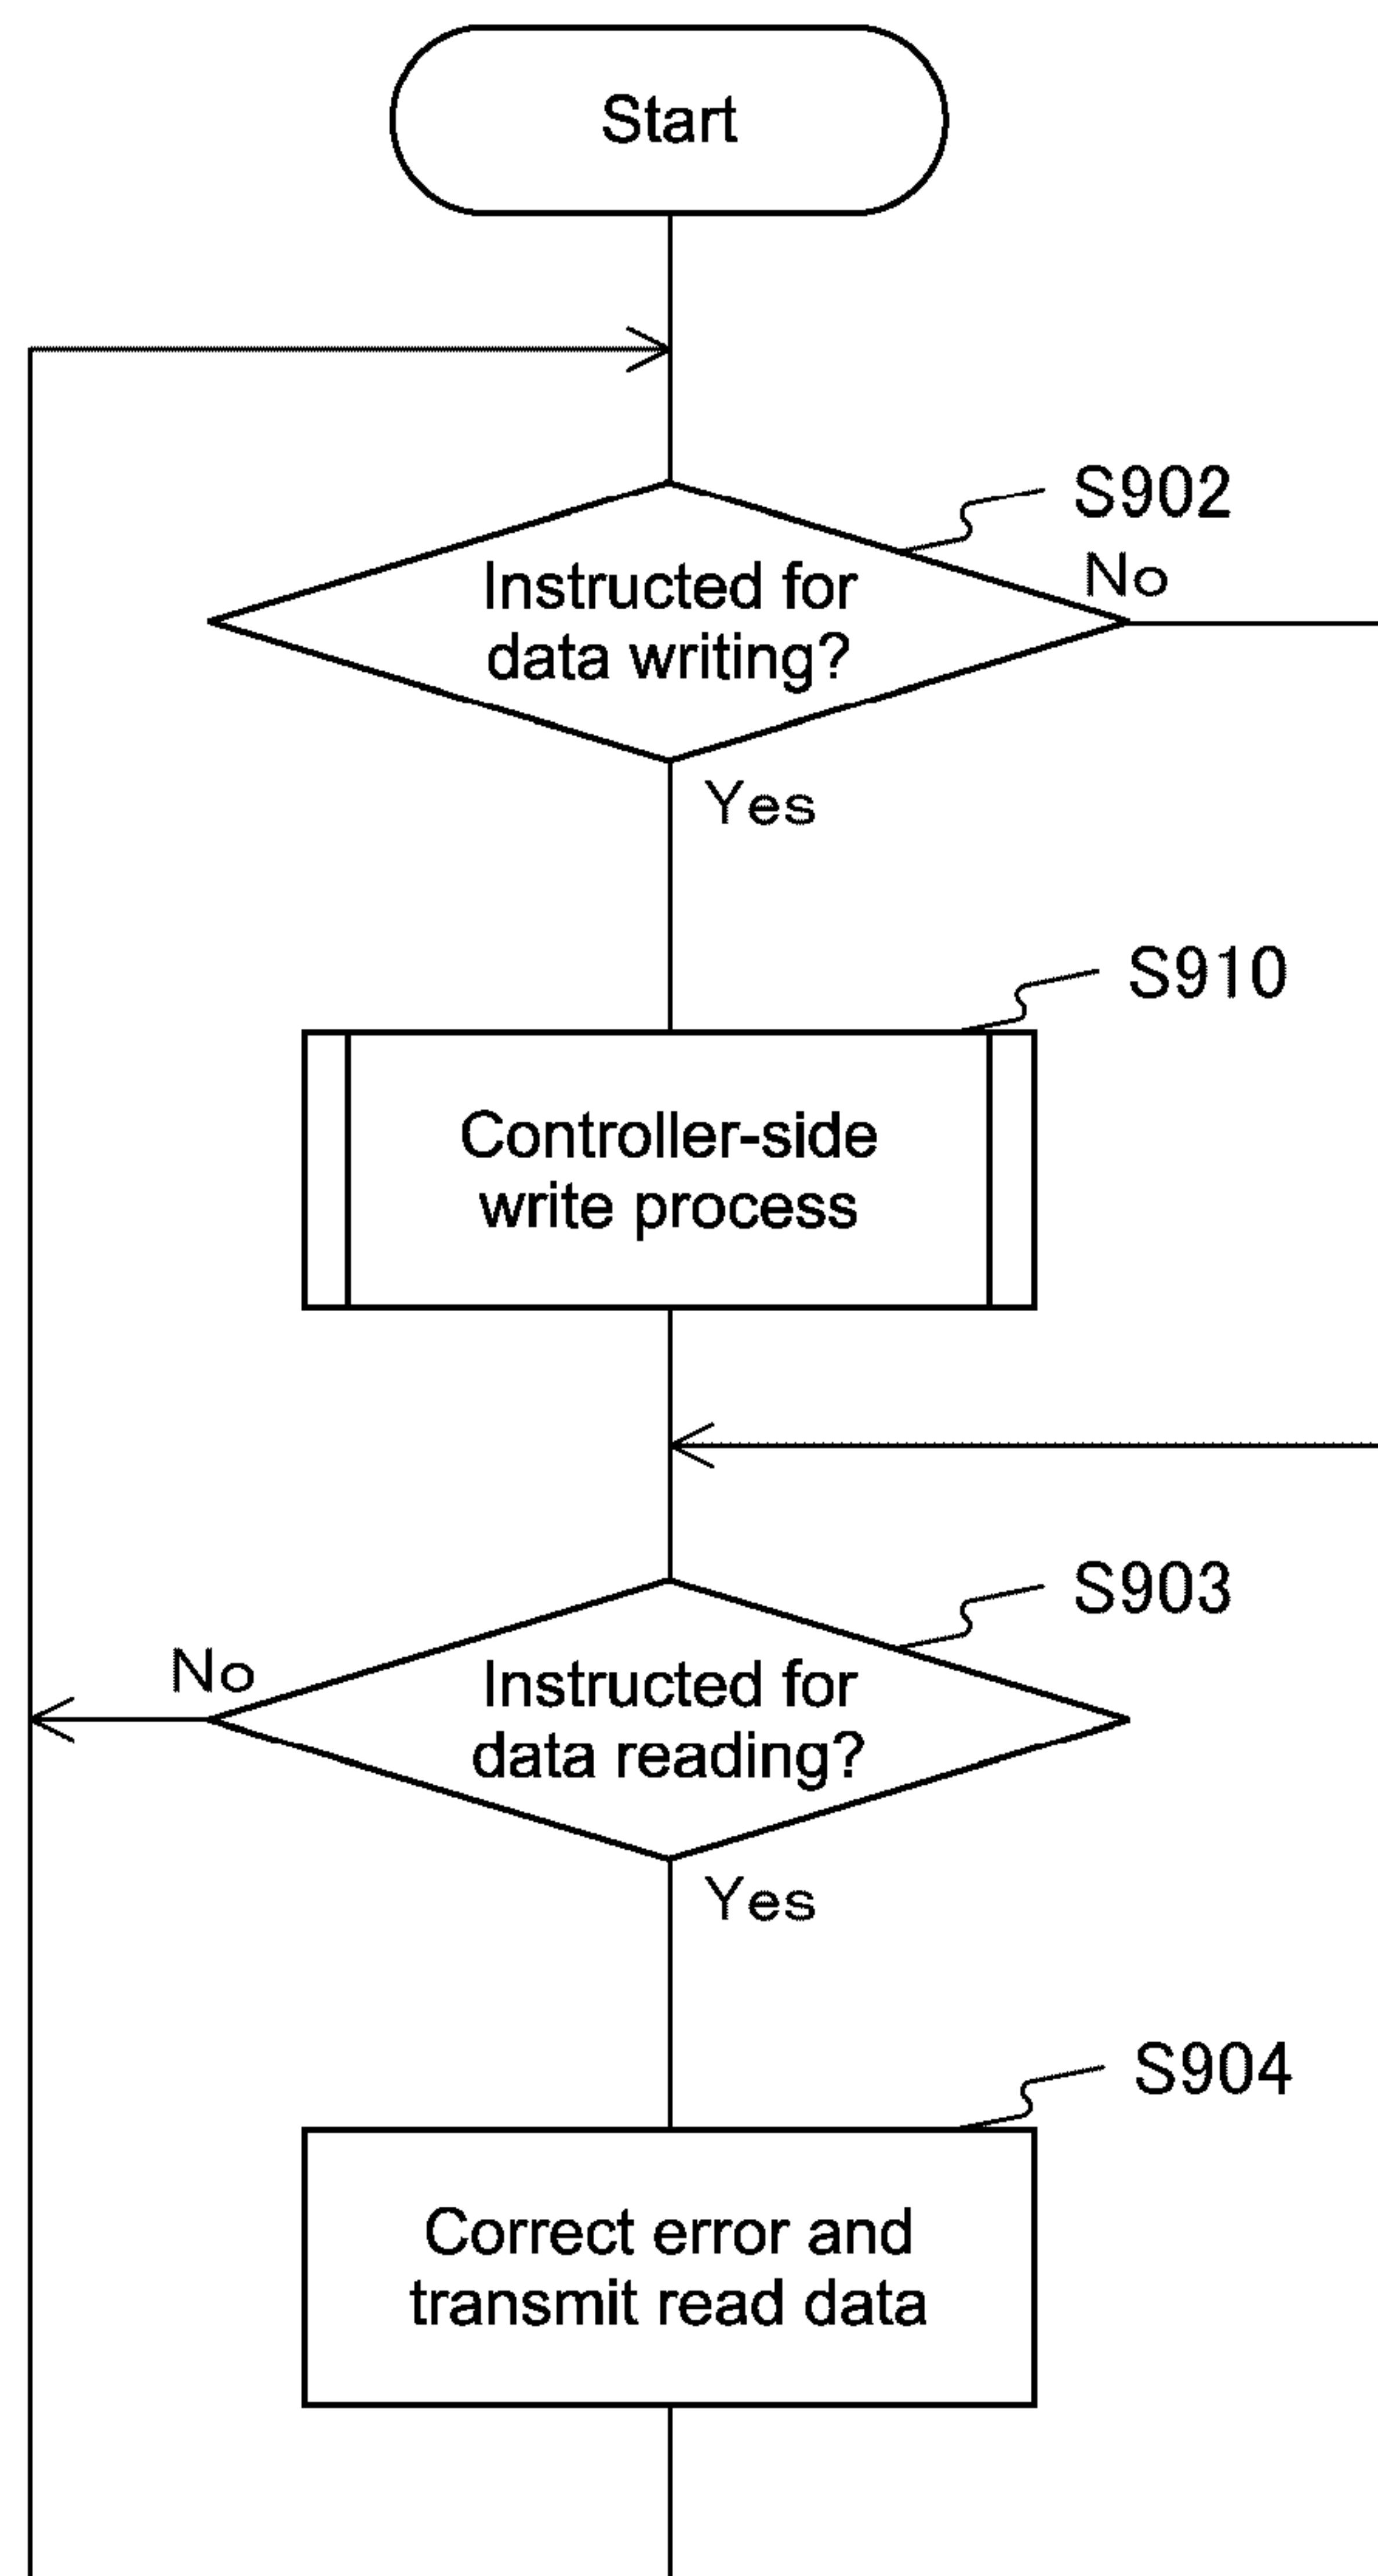 Start
S902
Instructed for
data writing?
No
Yes
S910
Controller-side
write process
S903
No
Instructed for
data reading?
Yes
S904
Correct error and
transmit read data